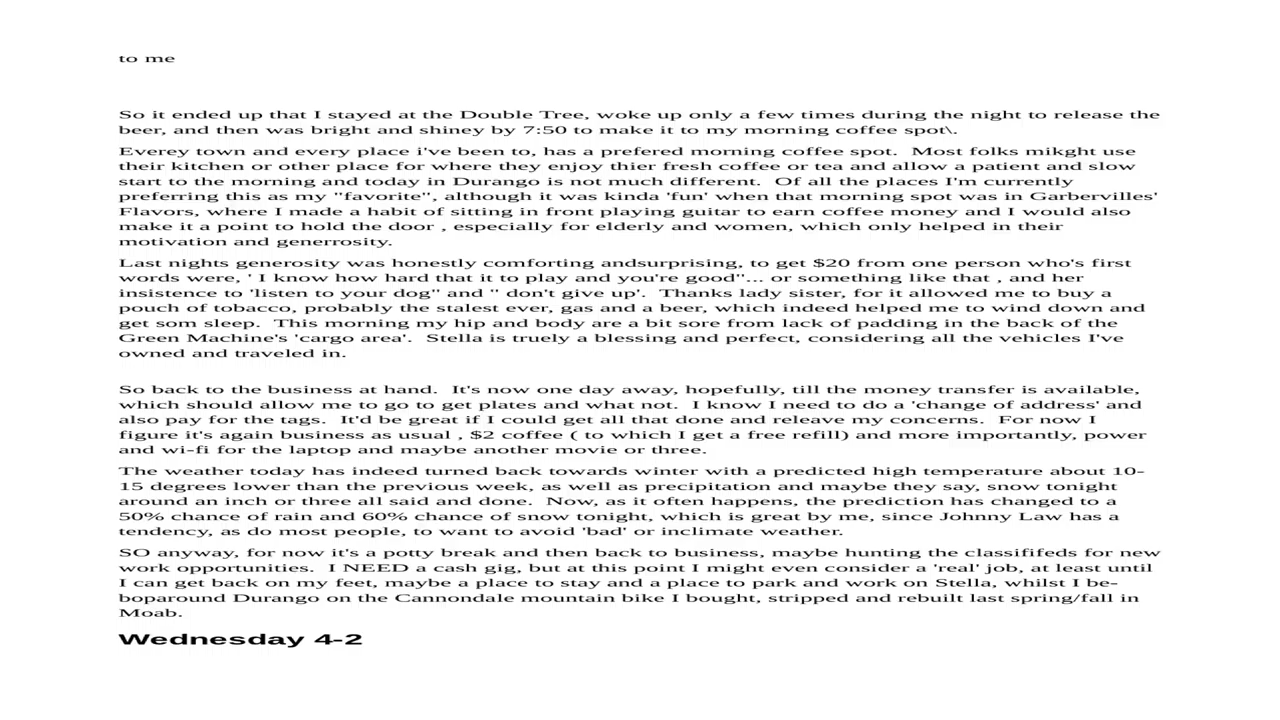 to me
So it ended up that I stayed at the Double Tree, woke up only a few times during the night to release the
beer, and then was bright and shiney by 7:50 to make it to my morning coffee spot\.
Everey town and every place i've been to, has a prefered morning coffee spot.  Most folks mikght use
their kitchen or other place for where they enjoy thier fresh coffee or tea and allow a patient and slow
start to the morning and today in Durango is not much different.  Of all the places I'm currently
preferring this as my "favorite", although it was kinda 'fun' when that morning spot was in Garbervilles'
Flavors, where I made a habit of sitting in front playing guitar to earn coffee money and I would also
make it a point to hold the door , especially for elderly and women, which only helped in their
motivation and generrosity.
Last nights generosity was honestly comforting andsurprising, to get $20 from one person who's first
words were, ' I know how hard that it to play and you're good"... or something like that , and her
insistence to 'listen to your dog" and " don't give up'.  Thanks lady sister, for it allowed me to buy a
pouch of tobacco, probably the stalest ever, gas and a beer, which indeed helped me to wind down and
get som sleep.  This morning my hip and body are a bit sore from lack of padding in the back of the
Green Machine's 'cargo area'.  Stella is truely a blessing and perfect, considering all the vehicles I've
owned and traveled in.
So back to the business at hand.  It's now one day away, hopefully, till the money transfer is available,
which should allow me to go to get plates and what not.  I know I need to do a 'change of address' and
also pay for the tags.  It'd be great if I could get all that done and releave my concerns.  For now I
figure it's again business as usual , $2 coffee ( to which I get a free refill) and more importantly, power
and wi-fi for the laptop and maybe another movie or three.
The weather today has indeed turned back towards winter with a predicted high temperature about 10-
15 degrees lower than the previous week, as well as precipitation and maybe they say, snow tonight
around an inch or three all said and done.  Now, as it often happens, the prediction has changed to a
50% chance of rain and 60% chance of snow tonight, which is great by me, since Johnny Law has a
tendency, as do most people, to want to avoid 'bad' or inclimate weather.
SO anyway, for now it's a potty break and then back to business, maybe hunting the classififeds for new
work opportunities.  I NEED a cash gig, but at this point I might even consider a 'real' job, at least until
I can get back on my feet, maybe a place to stay and a place to park and work on Stella, whilst I be-
boparound Durango on the Cannondale mountain bike I bought, stripped and rebuilt last spring/fall in
Moab.
Wednesday 4-2